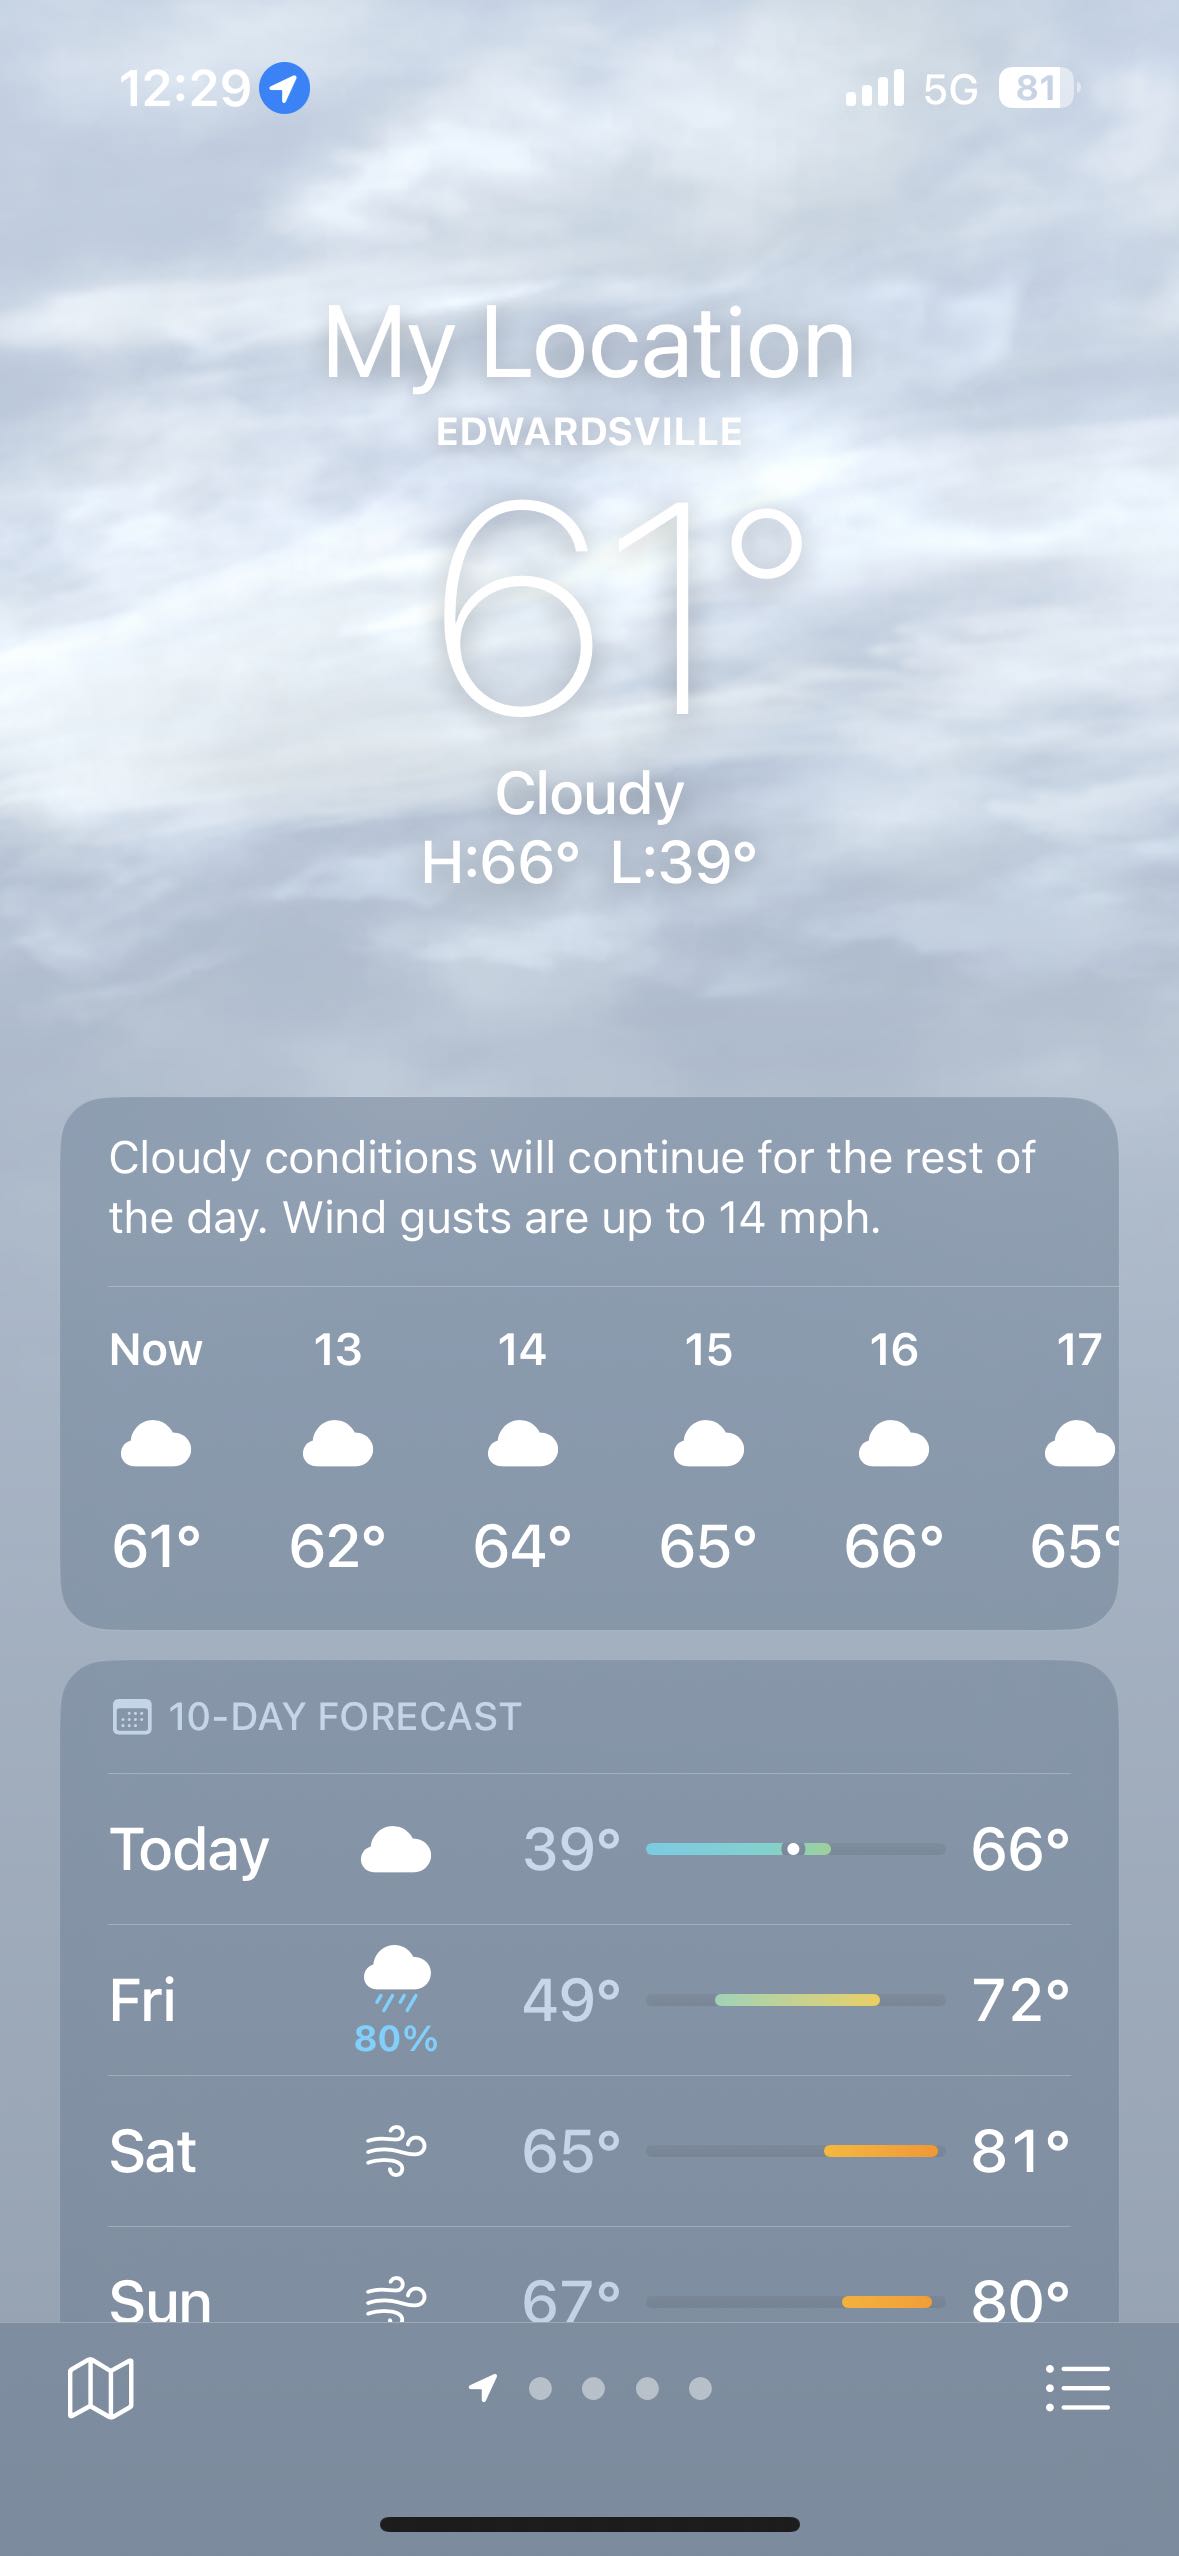 12:29
5G
81
My Location
EDWARDSVILLE
61°
Cloudy
H:66° L:39°
Cloudy conditions will continue for the rest of
the day. Wind gusts are up to 14 mph.
Now 13 14 15 16 17
61° 62° 64° 65° 66° 65°
10-DAY FORECAST
Today 39° 66°
Fri 80% 49° 72°
Sat 65° 81°
Sun 67° 80°